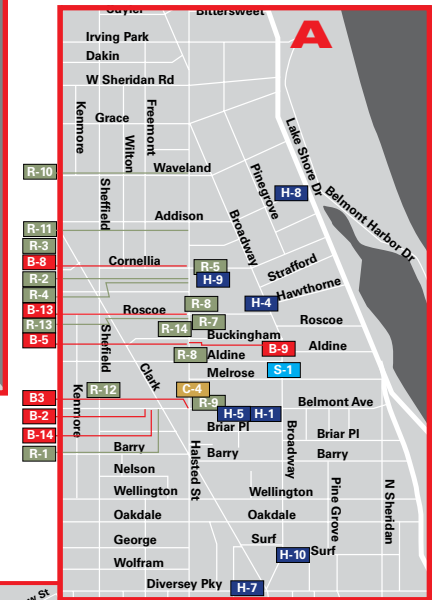 Cuyler
Bittersweet
A
Irving Park
Dakin
W Sheridan Rd
Kenmore
Grace
Freemont
Wilton
Lake Shore Dr
R-10
Waveland
Pinegrove
H-8
Belmont Harbor Dr
Sheffield
Addison
Broadway
R-11
R-3
B-8
Cornellia
R-5
Strafford
R-2
H-9
R-4
Hawthorne
R-8
H-4
B-13
Roscoe
R-7
Roscoe
R-13
R-14
Buckingham
B-5
Sheffield
B-9
Aldine
R-8
Aldine
Clark
Melrose
S-1
B3
Kenmore
R-12
C-4
R-9
Belmont Ave
B-2
H-5
H-1
Briar Pl
Broadway
Briar Pl
B-14
R-1
Barry
Halsted St
Barry
Barry
Nelson
Wellington
Wellington
Pine Grove
N Sheridan
Oakdale
Oakdale
George
Surf
H-10
Surf
Wolfram
Diversey Pky
H-7
w St